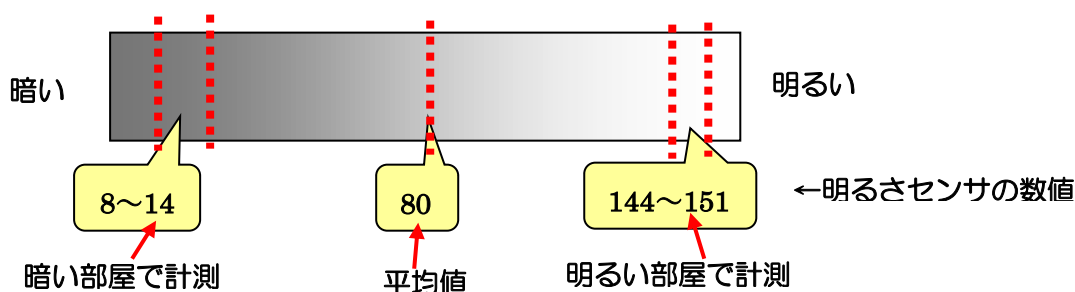 暗い
明るい
8～14
80
144～151
←明るさセンサの数値
暗い部屋で計測
平均値
明るい部屋で計測